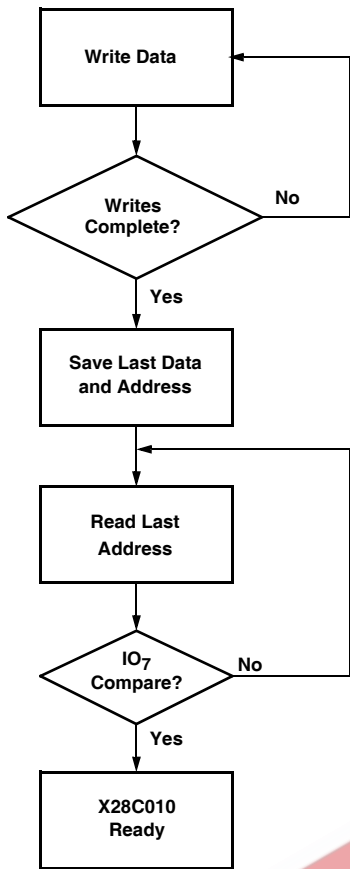 Write Data
Writes
Complete?
No
Yes
Save Last Data
and Address
Read Last
Address
IO7
Compare?
No
Yes
X28C010
Ready